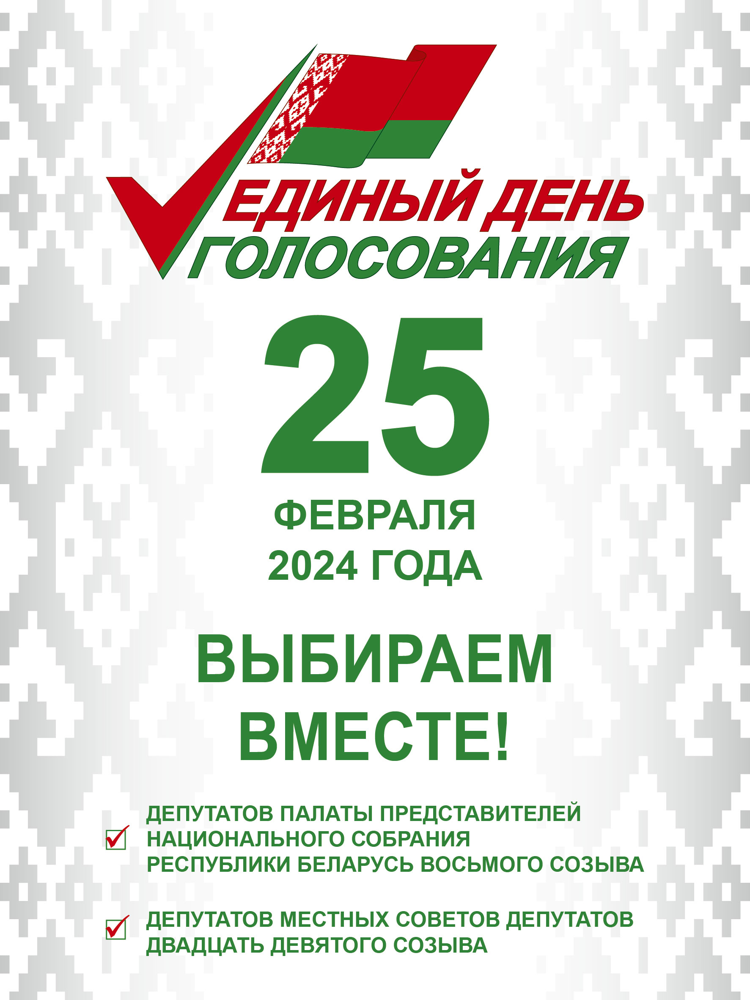 ЕДИНЫЙ ДЕНЬ
ГОЛОСОВАНИЯ
25
ФЕВРАЛЯ
2024 ГОДА
ВЫБИРАЕМ
ВМЕСТЕ!
ДЕПУТАТОВ ПАЛАТЫ ПРЕДСТАВИТЕЛЕЙ
НАЦИОНАЛЬНОГО СОБРАНИЯ
РЕСПУБЛИКИ БЕЛАРУСЬ ВОСЬМОГО СОЗЫВА
ДЕПУТАТОВ МЕСТНЫХ СОВЕТОВ ДЕПУТАТОВ
ДВАДЦАТЬ ДЕВЯТОГО СОЗЫВА